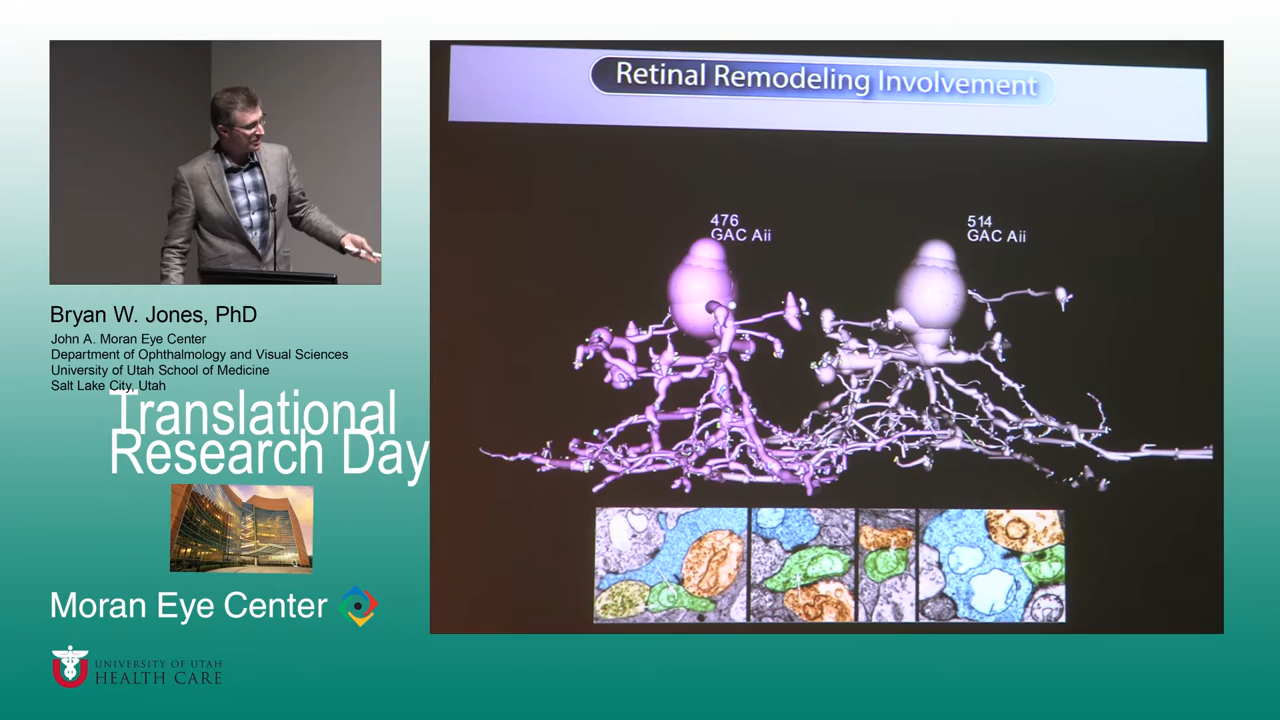 Retinal Remodeling Involvement
476
GAC Aii
514
GAC Aii
Bryan W. Jones, PhD
John A. Moran Eye Center
Department of Ophthalmology and Visual Sciences
University of Utah School of Medicine
Salt Lake City, Utah
Translational
Research Day
Moran Eye Center
UNIVERSITY OF UTAH
HEALTH CARE